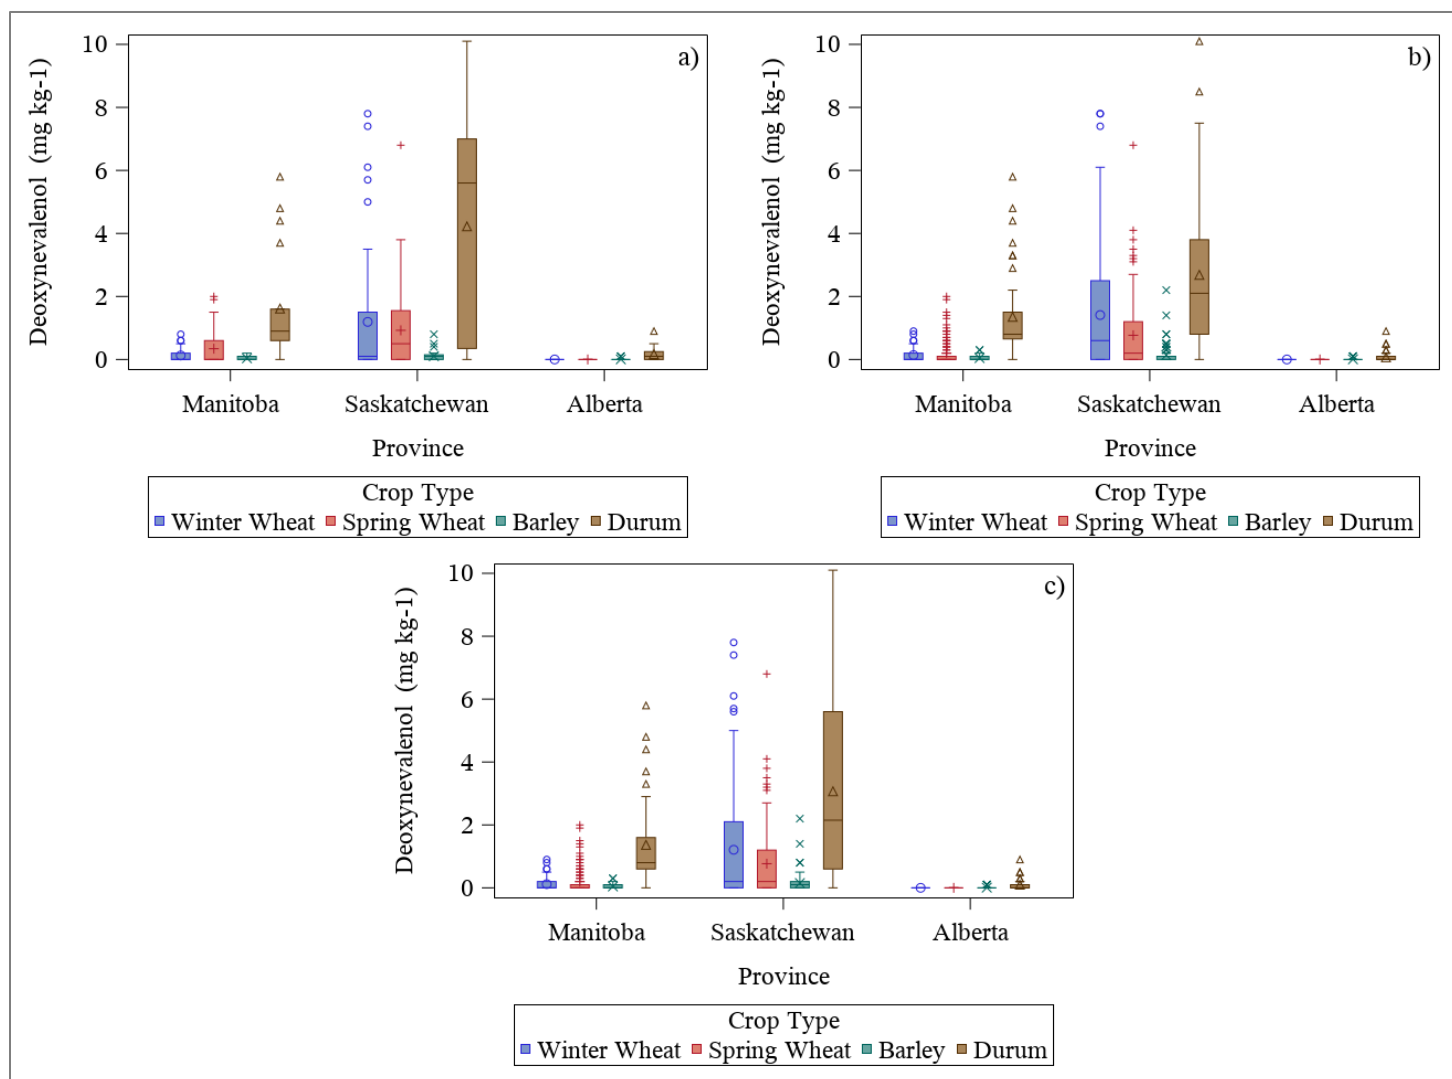 a)
Deoxynevalenol (mg kg-1)
10
8
6
4
2
0
Manitoba Saskatchewan Alberta
Province
Crop Type
Winter Wheat Spring Wheat Barley Durum
b)
Deoxynevalenol (mg kg-1)
10
8
6
4
2
0
Manitoba Saskatchewan Alberta
Province
Crop Type
Winter Wheat Spring Wheat Barley Durum
c)
Deoxynevalenol (mg kg-1)
10
8
6
4
2
0
Manitoba Saskatchewan Alberta
Province
Crop Type
Winter Wheat Spring Wheat Barley Durum